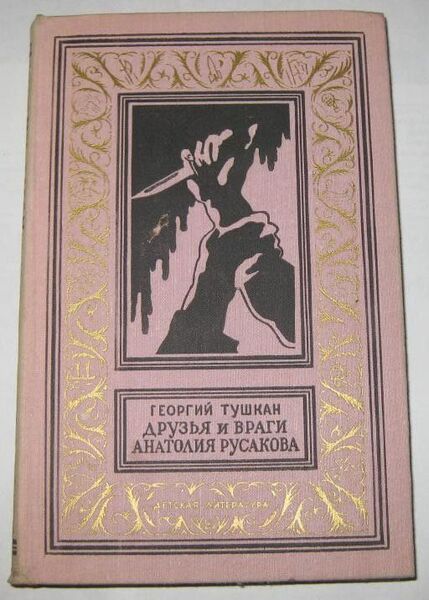 ГЕОРГИЙ ТУШКАН
ДРУЗЬЯ И ВРАГИ
АНАТОЛИЯ РУСАКОВА
ДЕТСКАЯ ЛИТЕРАТУРА